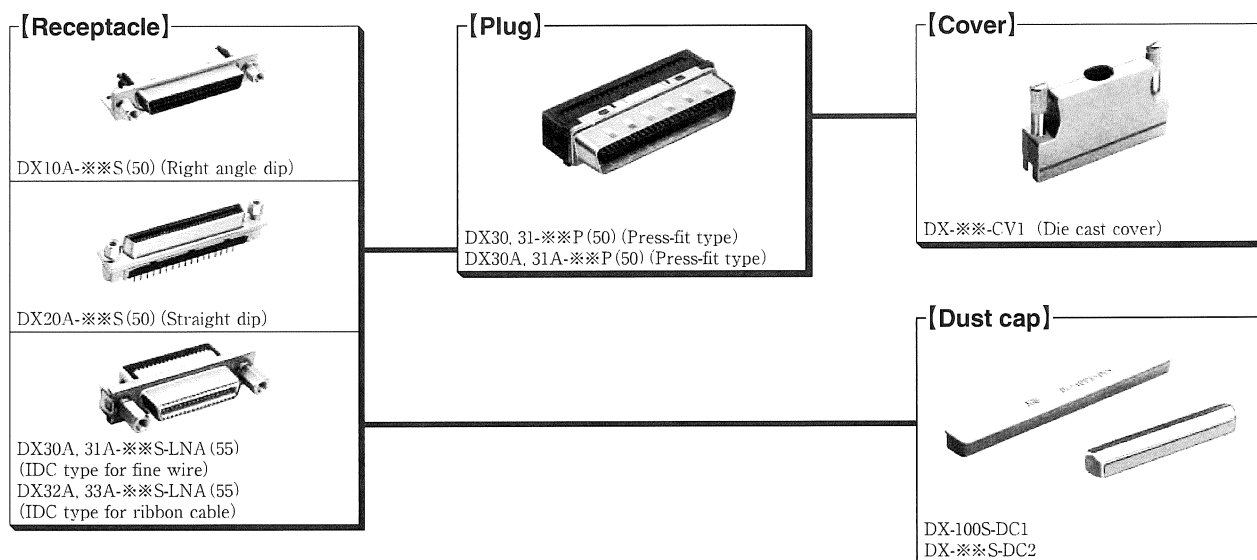 【Receptacle】
DX10A-※※S(50) (Right angle dip)
DX20A-※※S(50) (Straight dip)
DX30A, 31A-※※S-LNA(55)
(IDC type for fine wire)
DX32A, 33A-※※S-LNA(55)
(IDC type for ribbon cable)
【Plug】
DX30, 31-※※P(50) (Press-fit type)
DX30A, 31A-※※P(50) (Press-fit type)
【Cover】
DX-※※-CV1 (Die cast cover)
【Dust cap】
DX-100S-DC1
DX-※※S-DC2